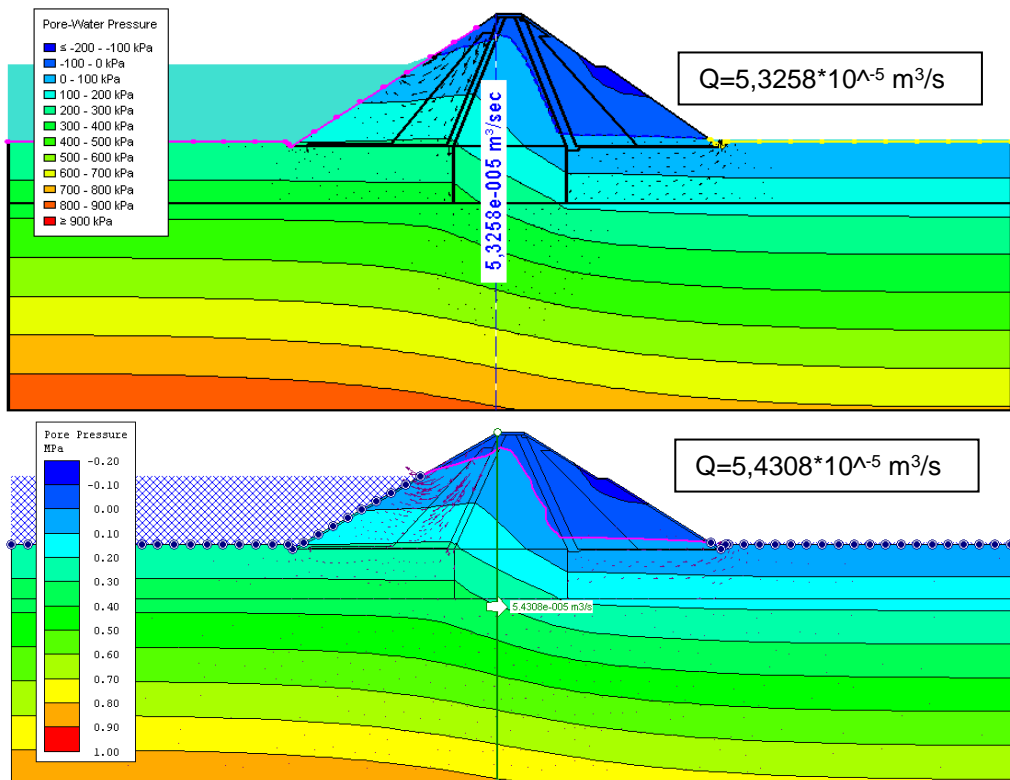 Pore-Water Pressure
≤ -200 - -100 kPa
-100 - 0 kPa
0 - 100 kPa
100 - 200 kPa
200 - 300 kPa
300 - 400 kPa
400 - 500 kPa
500 - 600 kPa
600 - 700 kPa
700 - 800 kPa
800 - 900 kPa
≥ 900 kPa
5,3258e-005 m³/sec
Q=5,3258*10^-5 m³/s
Pore Pressure
MPa
-0.20
-0.10
0.00
0.10
0.20
0.30
0.40
0.50
0.60
0.70
0.80
0.90
1.00
5.4308e-005 m3/s
Q=5,4308*10^-5 m³/s